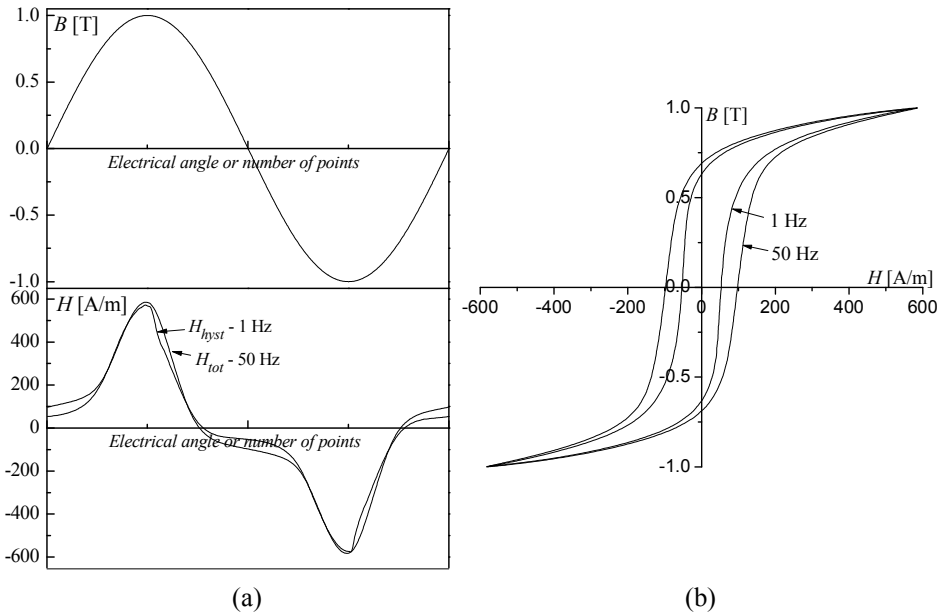 1.0
B [T]
0.5
0.0
Electrical angle or number of points
-0.5
-1.0
600
H [A/m]
H_hyst - 1 Hz
400
H_tot - 50 Hz
200
0
Electrical angle or number of points
-200
-400
-600
(a)
1.0
B [T]
0.5
1 Hz
50 Hz
0.0
H [A/m]
-600 -400 -200 0 200 400 600
-0.5
-1.0
(b)